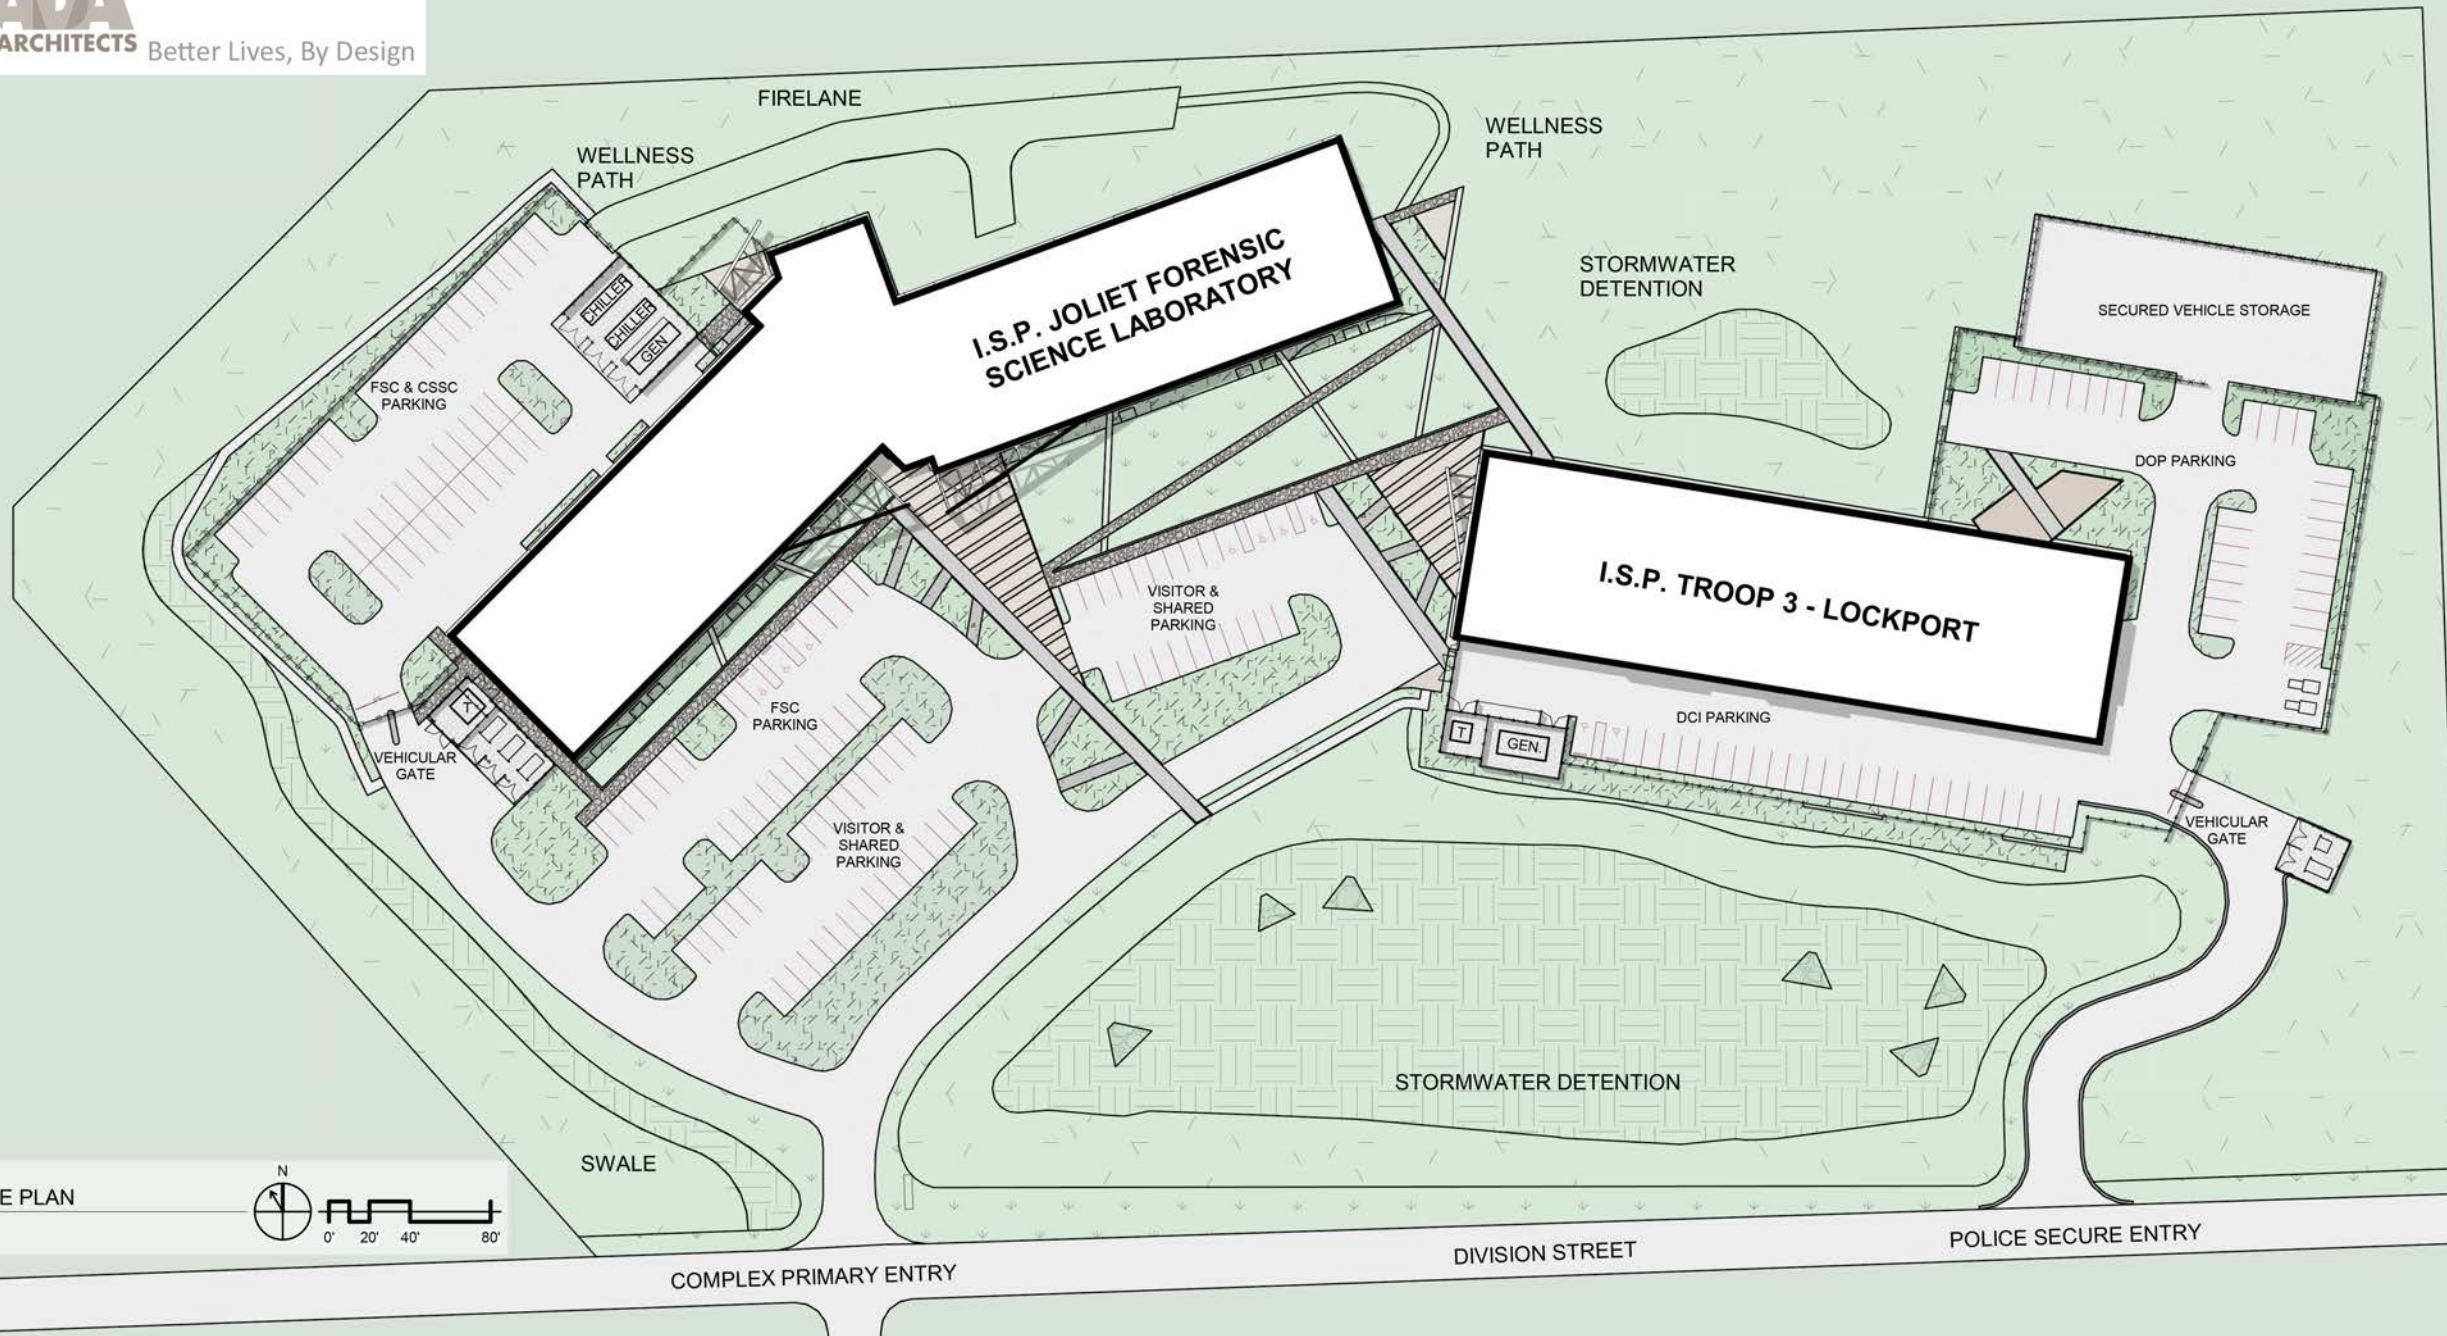 ARCHITECTS Better Lives, By Design
FIRELANE
WELLNESS
PATH
WELLNESS
PATH
I.S.P. JOLIET FORENSIC
SCIENCE LABORATORY
STORMWATER
DETENTION
SECURED VEHICLE STORAGE
CHILLER
CHILLER
GEN
FSC & CSSC
PARKING
DOP PARKING
VISITOR &
SHARED
PARKING
I.S.P. TROOP 3 - LOCKPORT
T
FSC
PARKING
DCI PARKING
T
GEN.
VEHICULAR
GATE
VISITOR &
SHARED
PARKING
VEHICULAR
GATE
STORMWATER DETENTION
SWALE
E PLAN
N
0' 20' 40' 80'
POLICE SECURE ENTRY
DIVISION STREET
COMPLEX PRIMARY ENTRY